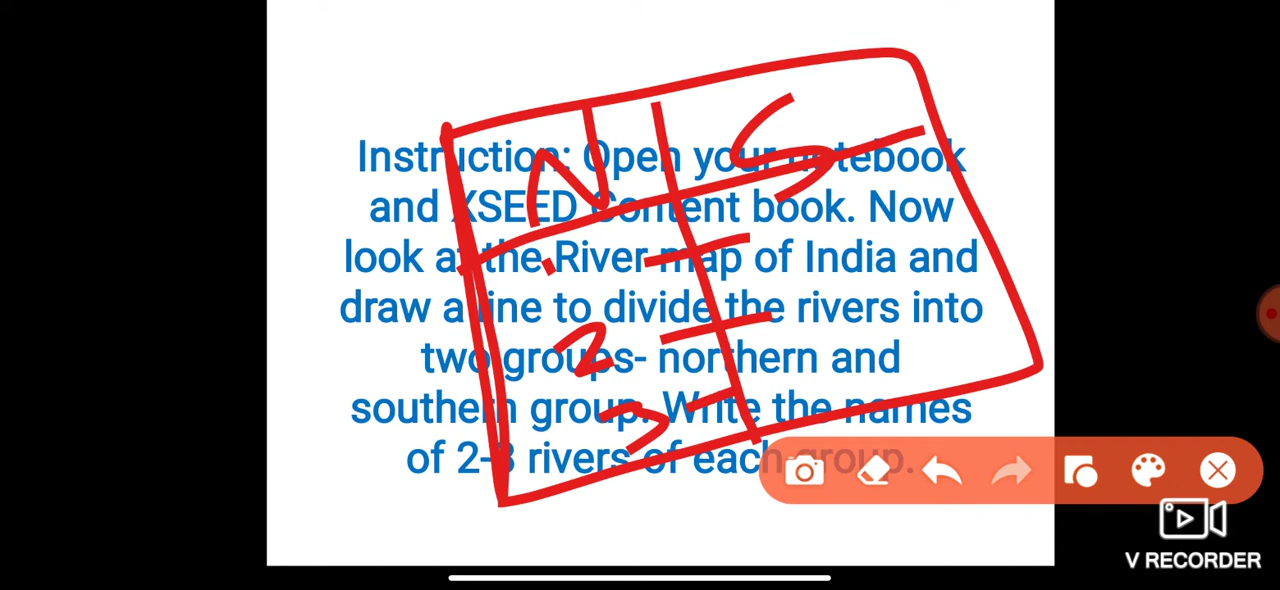 Instruction: Open your notebook
and XSEED Content book. Now
look at the River map of India and
draw a line to divide the rivers into
two groups- northern and
southern group. Write the names
of 2-3 rivers of each group.
N S
2
3
V RECORDER